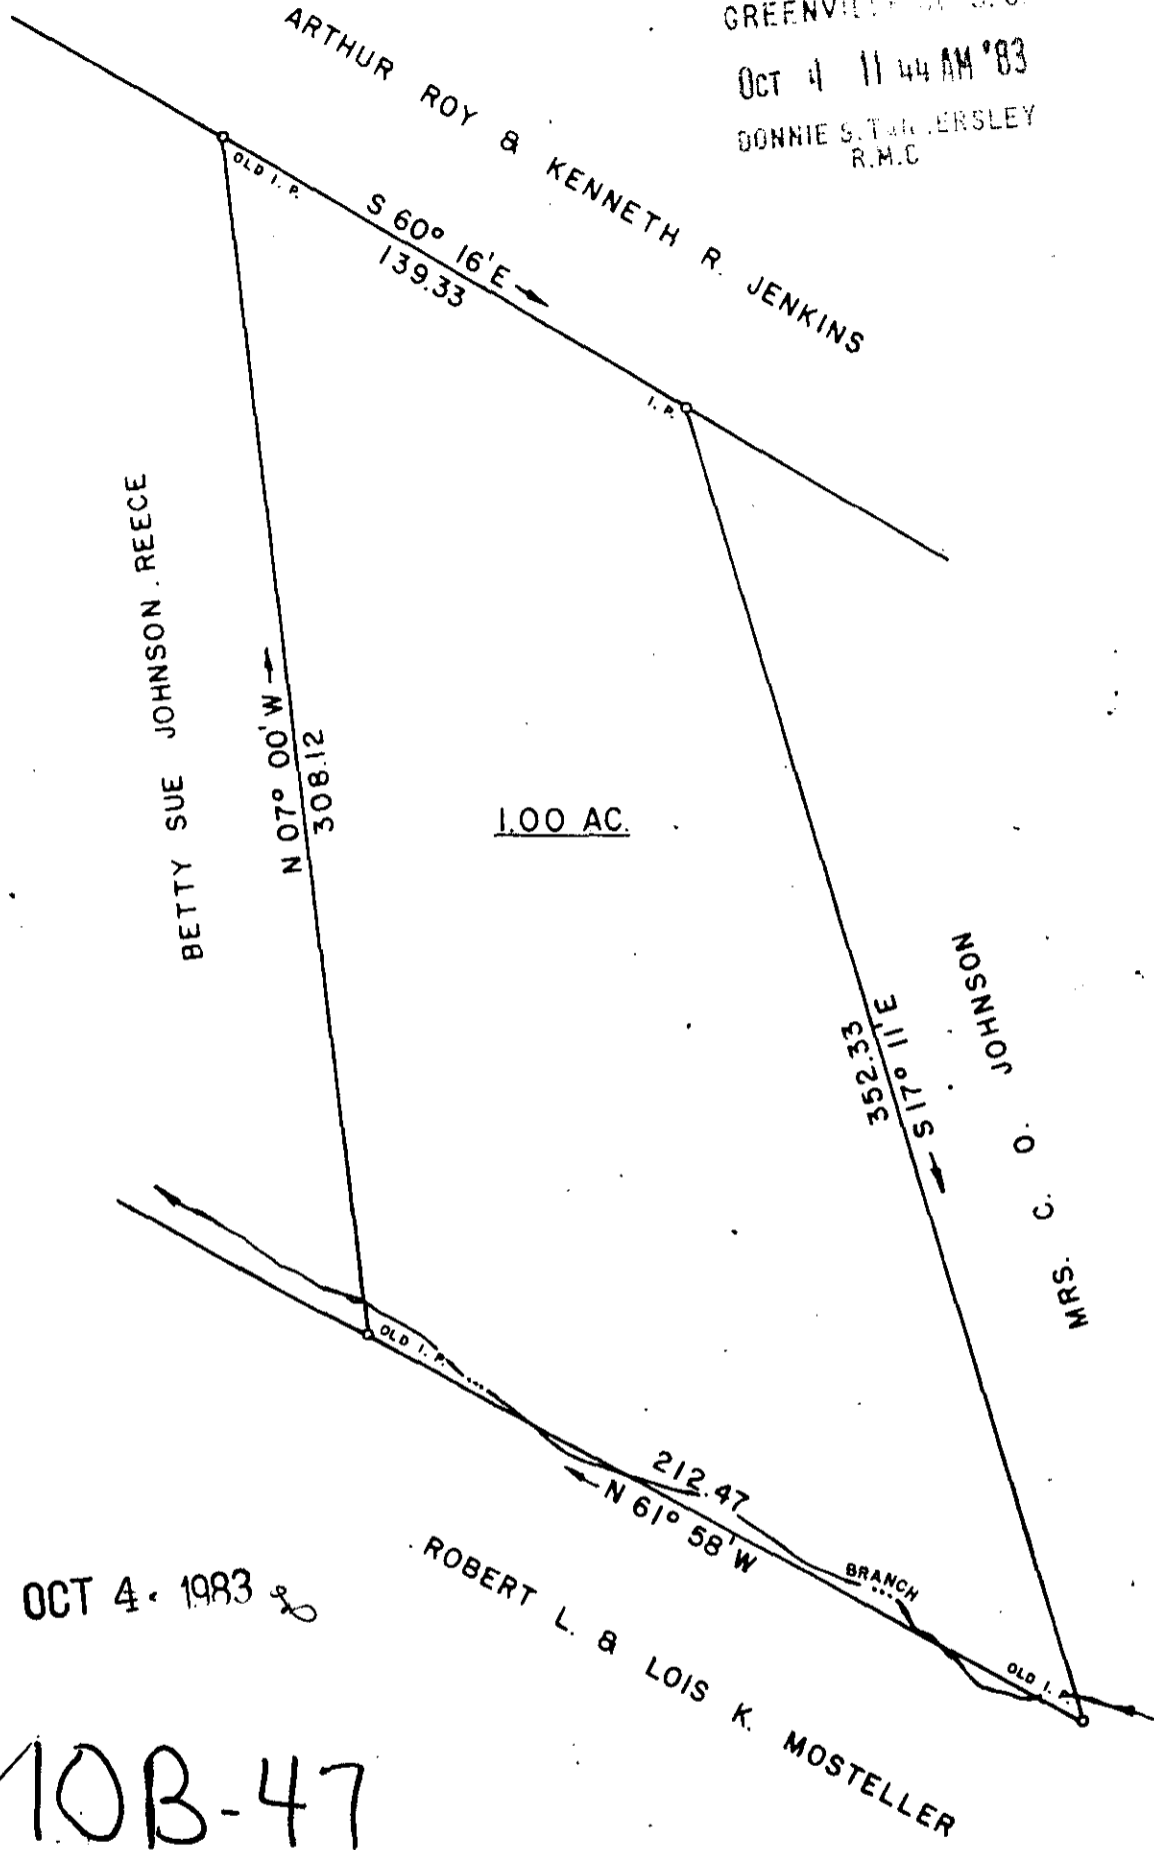 GREENVILLE
OCT 4 11 44 AM '83
DONNIE S.
R.M.C
ARTHUR ROY & KENNETH R. JENKINS
OLD I. P.
S 60° 16' E
139.33
I. P.
BETTY SUE JOHNSON REECE
N 07° 00' W
308.12
1.00 AC.
352.33
S 17° 11' E
MRS. C. O. JOHNSON
OLD I. P.
212.47
N 61° 58' W
BRANCH
OLD I. P.
ROBERT L. & LOIS K. MOSTELLER
OCT 4 1983
10B-47